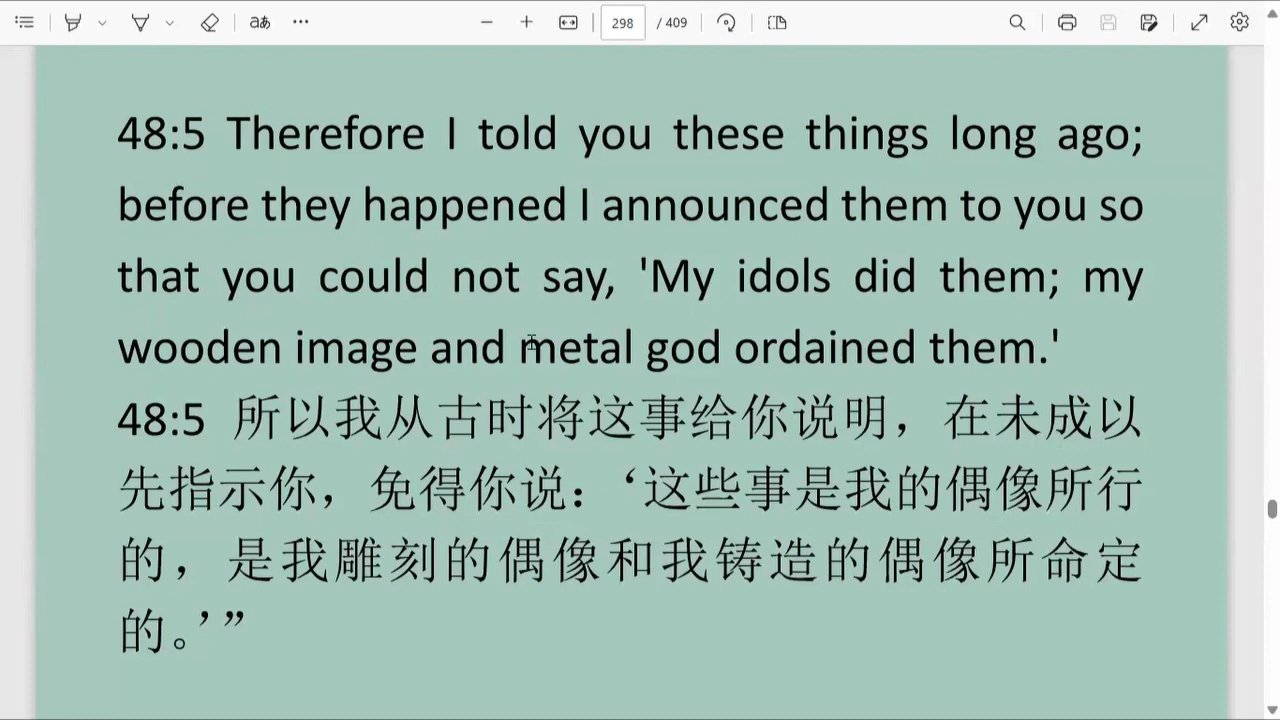 aあ
298 / 409
48:5 Therefore I told you these things long ago;
before they happened I announced them to you so
that you could not say, 'My idols did them; my
wooden image and metal god ordained them.'
48:5 所以我从古时将这事给你说明，在未成以
先指示你，免得你说：‘这些事是我的偶像所行
的，是我雕刻的偶像和我铸造的偶像所命定
的。’”